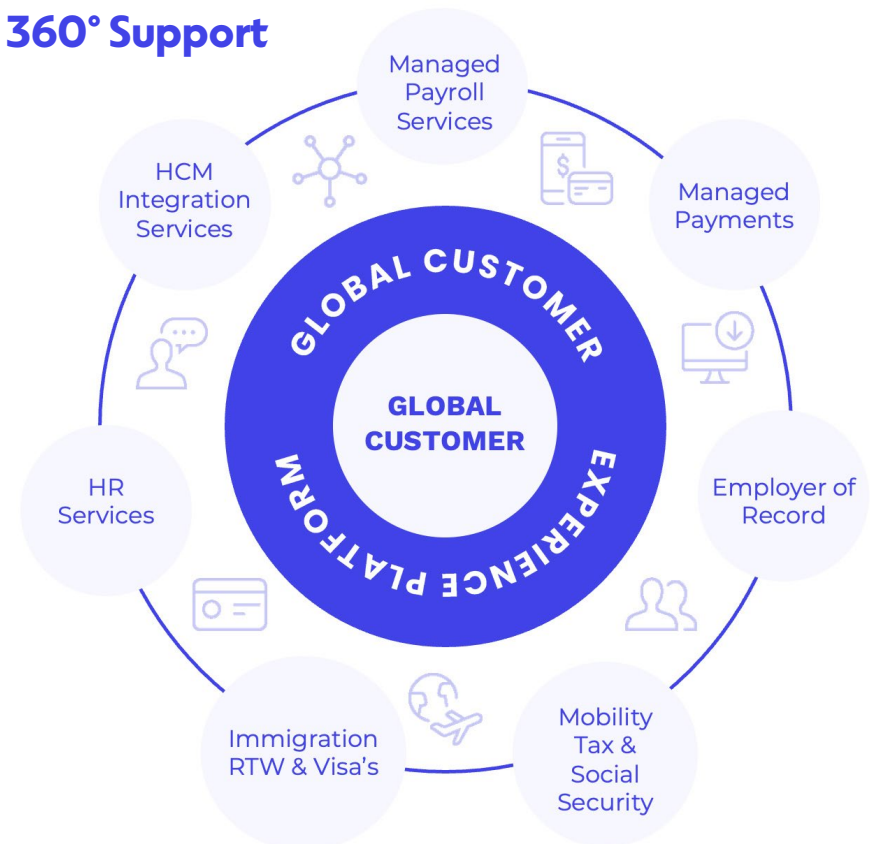 360° Support
Managed
Payroll
Services
Managed
Payments
Employer of
Record
Mobility
Tax &
Social
Security
Immigration
RTW & Visa's
HR
Services
HCM
Integration
Services
GLOBAL CUSTOMER
EXPERIENCE PLATFORM
GLOBAL
CUSTOMER
$